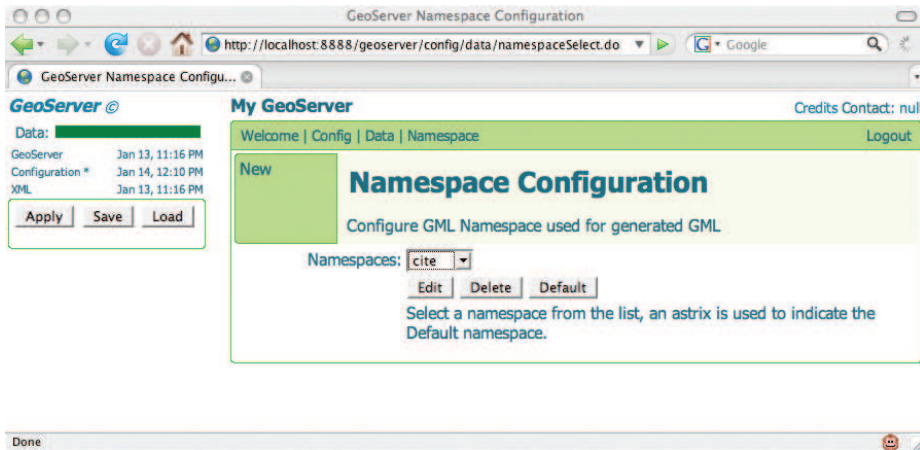 GeoServer Namespace Configuration
http://localhost:8888/geoserver/config/data/namespaceSelect.do
G Google
GeoServer Namespace Configu...
GeoServer ©
My GeoServer
Credits Contact: nul
Data:
Welcome | Config | Data | Namespace
Logout
GeoServer Jan 13, 11:16 PM
Configuration * Jan 14, 12:10 PM
XML Jan 13, 11:16 PM
Apply Save Load
New
Namespace Configuration
Configure GML Namespace used for generated GML
Namespaces: cite
Edit Delete Default
Select a namespace from the list, an astrix is used to indicate the
Default namespace.
Done